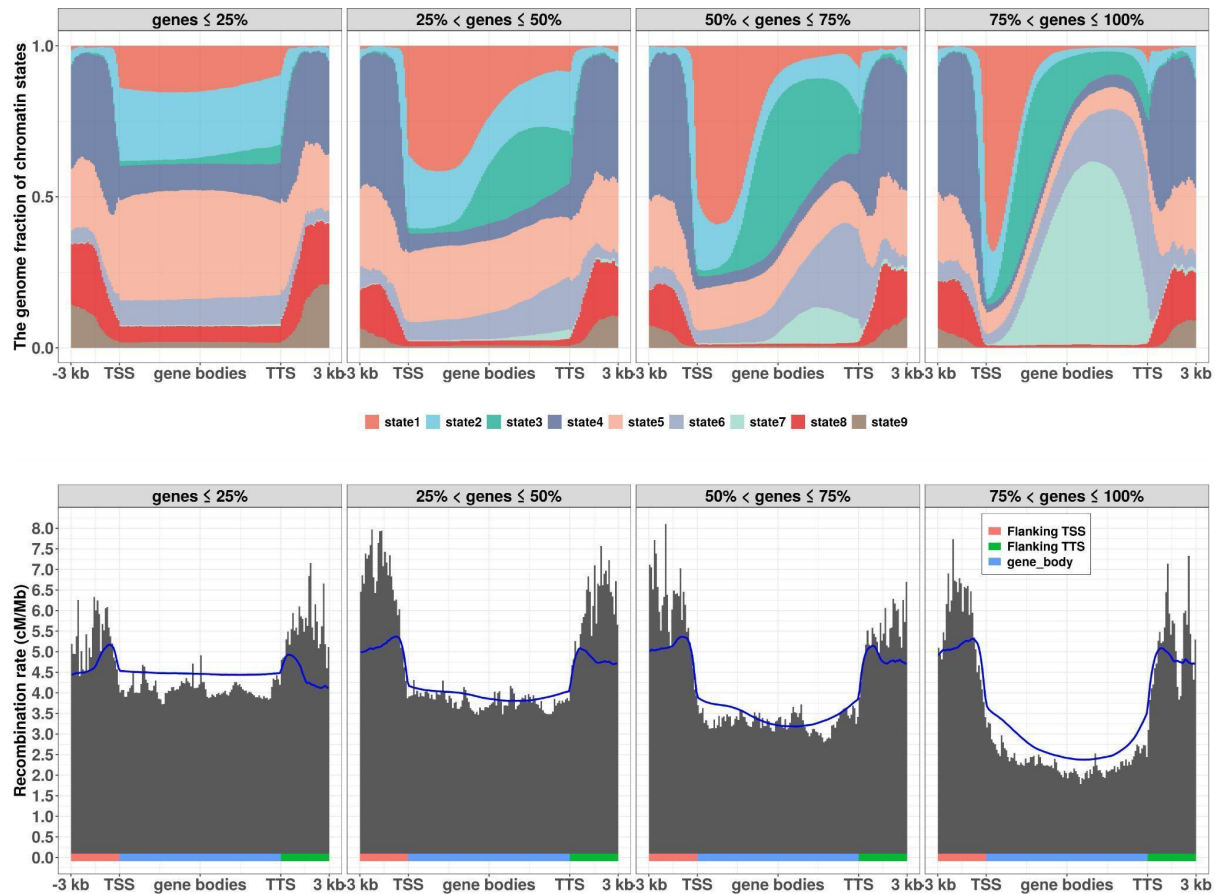 genes ≤ 25%
25% < genes ≤ 50%
50% < genes ≤ 75%
75% < genes ≤ 100%
The genome fraction of chromatin states
1.0
0.5
0.0
-3 kb TSS gene bodies TTS 3 kb
-3 kb TSS gene bodies TTS 3 kb
-3 kb TSS gene bodies TTS 3 kb
-3 kb TSS gene bodies TTS 3 kb
state1 state2 state3 state4 state5 state6 state7 state8 state9
genes ≤ 25%
25% < genes ≤ 50%
50% < genes ≤ 75%
75% < genes ≤ 100%
Recombination rate (cM/Mb)
8.0
7.5
7.0
6.5
6.0
5.5
5.0
4.5
4.0
3.5
3.0
2.5
2.0
1.5
1.0
0.5
0.0
Flanking TSS
Flanking TTS
gene_body
-3 kb TSS gene bodies TTS 3 kb
-3 kb TSS gene bodies TTS 3 kb
-3 kb TSS gene bodies TTS 3 kb
-3 kb TSS gene bodies TTS 3 kb